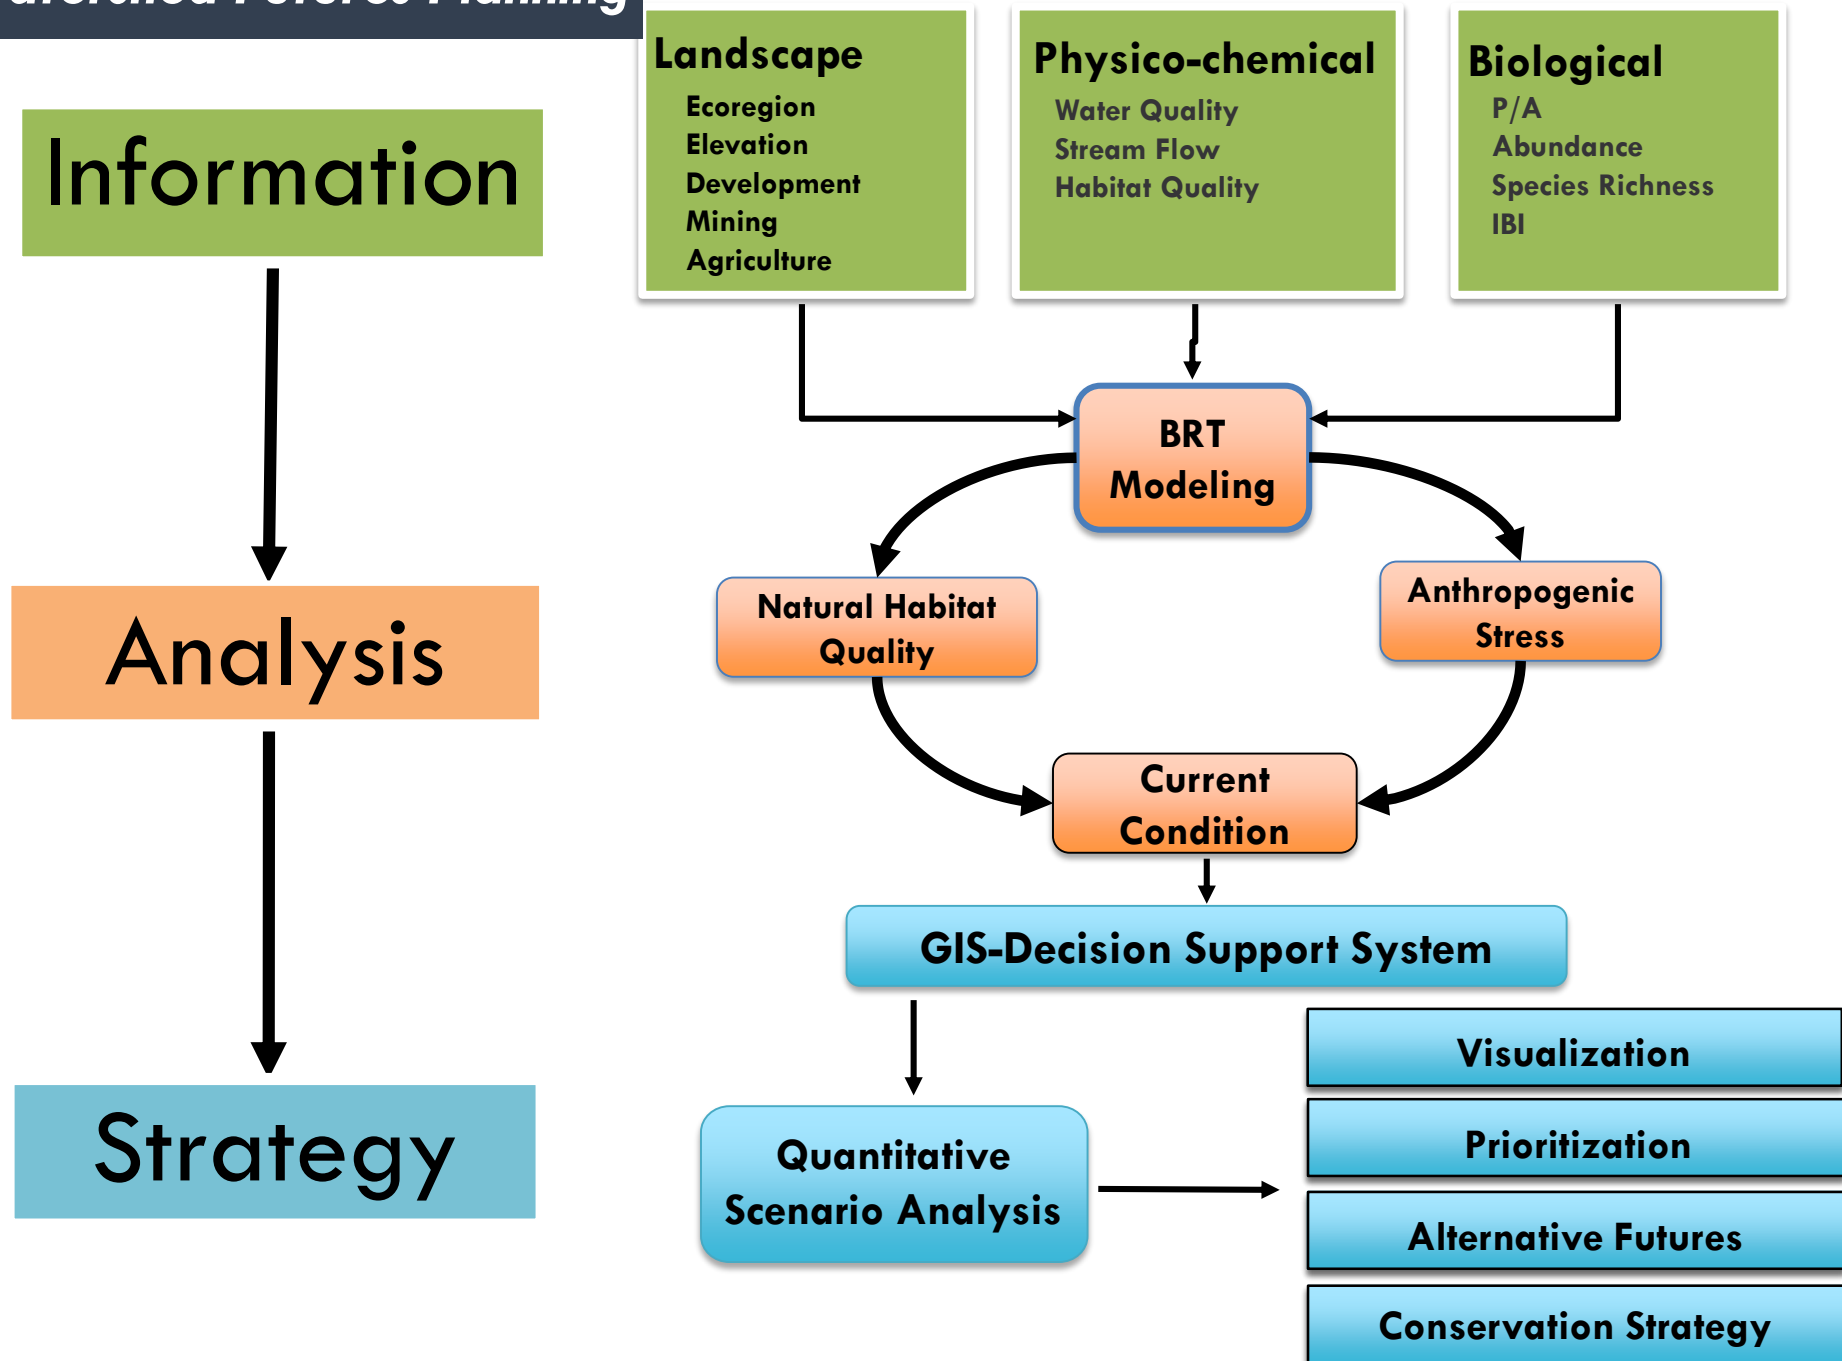 Planning
Information
Analysis
Strategy
Landscape
Ecoregion
Elevation
Development
Mining
Agriculture
Physico-chemical
Water Quality
Stream Flow
Habitat Quality
Biological
P/A
Abundance
Species Richness
IBI
BRT
Modeling
Natural Habitat
Quality
Anthropogenic
Stress
Current
Condition
GIS-Decision Support System
Quantitative
Scenario Analysis
Visualization
Prioritization
Alternative Futures
Conservation Strategy